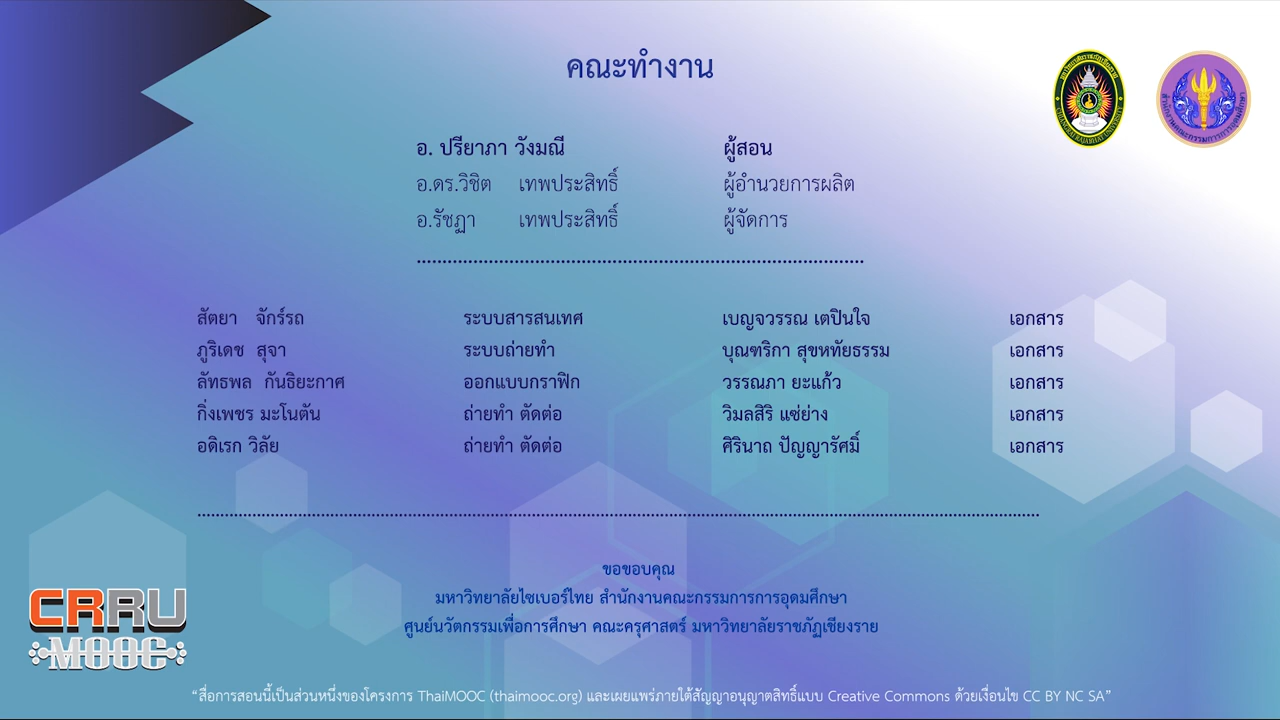 คณะทำงาน
อ. ปรียาภา วังมณี ผู้สอน
อ.ดร.วิชิต เทพประสิทธิ์ ผู้อำนวยการผลิต
อ.รัชฏา เทพประสิทธิ์ ผู้จัดการ
สัตยา จักร์รถ ระบบสารสนเทศ เบญจวรรณ เตปินใจ เอกสาร
ภูริเดช สุจา ระบบถ่ายทำ บุณฑริกา สุขหทัยธรรม เอกสาร
ลัทธพล กันธิยะกาศ ออกแบบกราฟิก วรรณภา ยะแก้ว เอกสาร
กิ่งเพชร มะโนตัน ถ่ายทำ ตัดต่อ วิมลสิริ แซ่ย่าง เอกสาร
อดิเรก วิลัย ถ่ายทำ ตัดต่อ ศิรินาถ ปัญญารัศมิ์ เอกสาร
ขอขอบคุณ
มหาวิทยาลัยไซเบอร์ไทย สำนักงานคณะกรรมการการอุดมศึกษา
ศูนย์นวัตกรรมเพื่อการศึกษา คณะครุศาสตร์ มหาวิทยาลัยราชภัฏเชียงราย
CRRU
MOOC
“สื่อการสอนนี้เป็นส่วนหนึ่งของโครงการ ThaiMOOC (thaimooc.org) และเผยแพร่ภายใต้สัญญาอนุญาตสิทธิ์แบบ Creative Commons ด้วยเงื่อนไข CC BY NC SA”